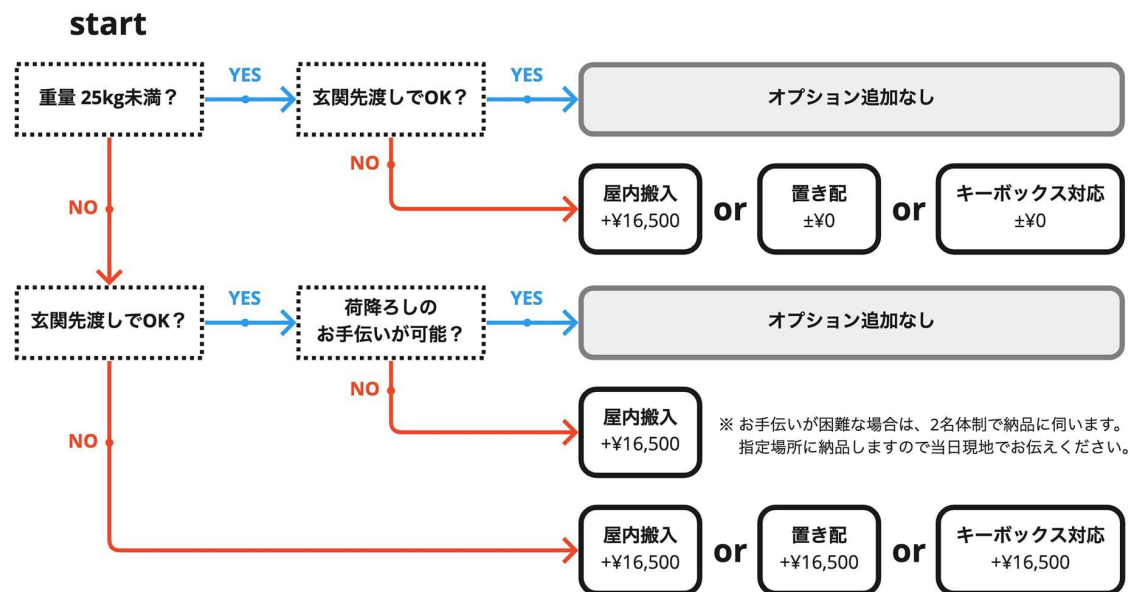 start
重量 25kg未満？
YES
玄関先渡しでOK？
YES
オプション追加なし
NO
NO
屋内搬入
+¥16,500
or
置き配
±¥0
or
キーボックス対応
±¥0
玄関先渡しでOK？
YES
荷降ろしの
お手伝いが可能？
YES
オプション追加なし
NO
屋内搬入
+¥16,500
※ お手伝いが困難な場合は、2名体制で納品に伺います。
指定場所に納品しますので当日現地でお伝えください。
NO
屋内搬入
+¥16,500
or
置き配
+¥16,500
or
キーボックス対応
+¥16,500